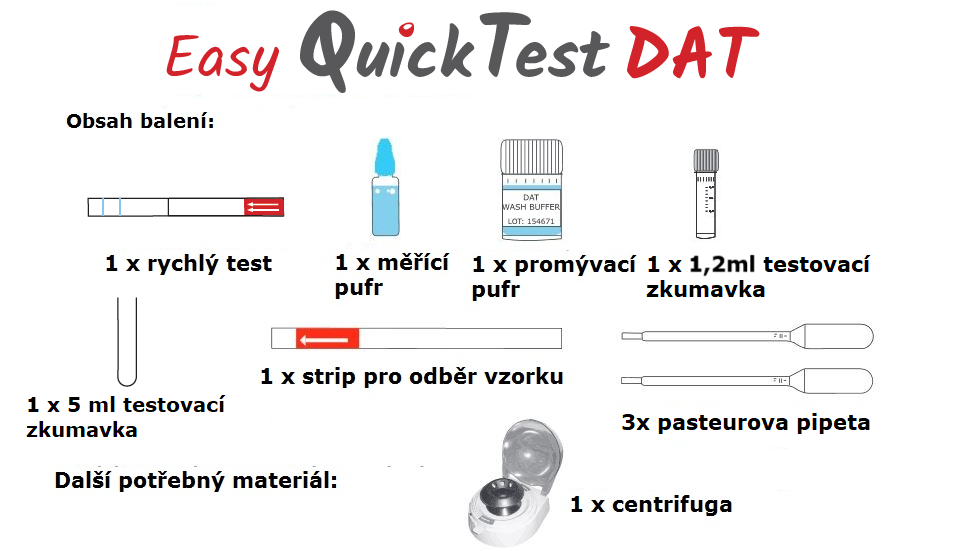 Easy QuickTest DAT
Obsah balení:
DAT
WASH BUFFER
LOT: 154671
1 x rychlý test
1 x měřící
pufr
1 x promývací
pufr
1 x 1,2ml testovací
zkumavka
1 x 5 ml testovací
zkumavka
1 x strip pro odběr vzorku
3x pasteurova pipeta
Další potřebný materiál:
1 x centrifuga